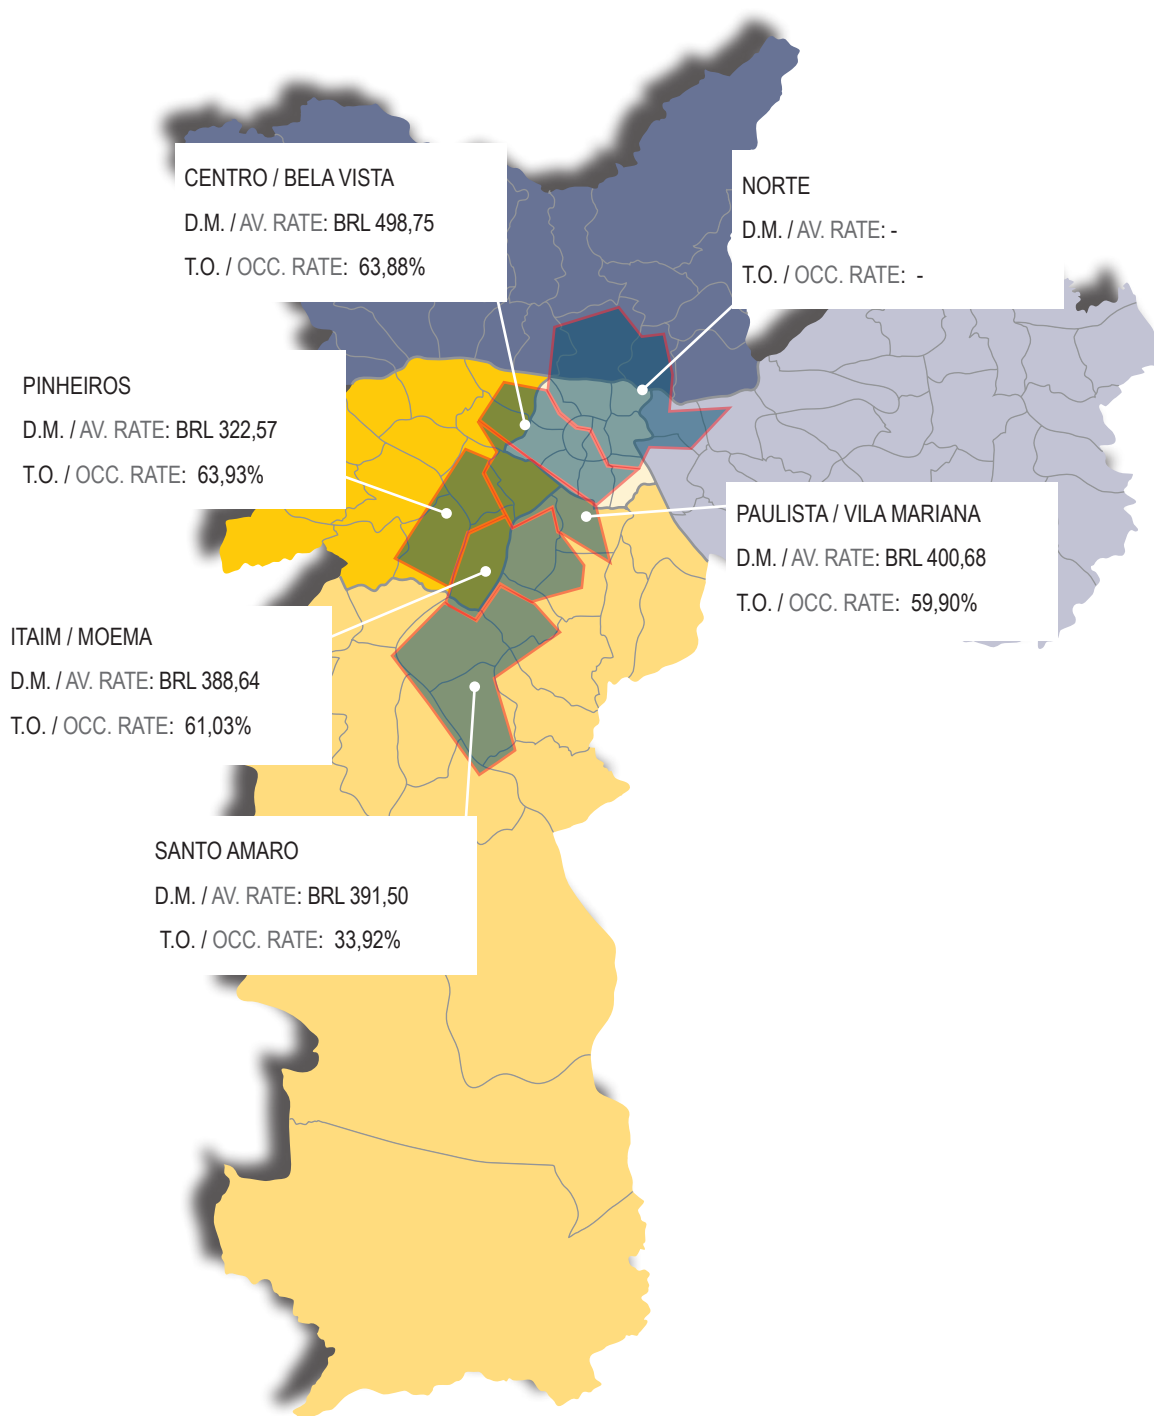 CENTRO / BELA VISTA
D.M. / AV. RATE: BRL 498,75
T.O. / OCC. RATE: 63,88%
NORTE
D.M. / AV. RATE: -
T.O. / OCC. RATE: -
PINHEIROS
D.M. / AV. RATE: BRL 322,57
T.O. / OCC. RATE: 63,93%
PAULISTA / VILA MARIANA
D.M. / AV. RATE: BRL 400,68
T.O. / OCC. RATE: 59,90%
ITAIM / MOEMA
D.M. / AV. RATE: BRL 388,64
T.O. / OCC. RATE: 61,03%
SANTO AMARO
D.M. / AV. RATE: BRL 391,50
T.O. / OCC. RATE: 33,92%